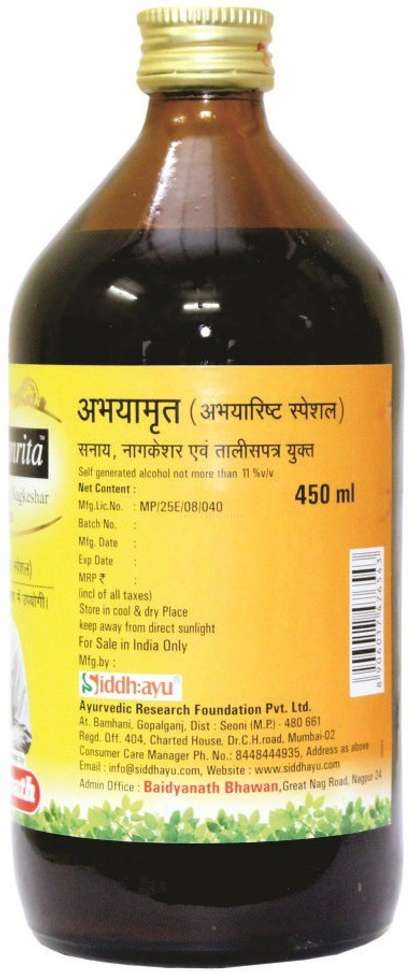 अभयामृत (अभयारिष्ट स्पेशल)
सनाय, नागकेशर एवं तालीसपत्र युक्त
Self generated alcohol not more than 11 %v/v
Net Content : 450 ml
Mfg.Lic.No. : MP/25E/08/040
Batch No. :
Mfg. Date :
Exp Date :
MRP ₹ :
(incl of all taxes)
Store in cool & dry Place
keep away from direct sunlight
For Sale in India Only
Mfg.by :
Siddh:ayu
Ayurvedic Research Foundation Pvt. Ltd.
At. Bamhani, Gopalganj, Dist : Seoni (M.P.) - 480 661
Regd. Off. 404, Charted House, Dr.C.H.road, Mumbai-02
Consumer Care Manager Ph. No.: 8448444935, Address as above
Email : info@siddhayu.com, Website : www.siddhayu.com
Admin Office : Baidyanath Bhawan, Great Nag Road, Nagpur-24
8906017426563
Nagkeshar